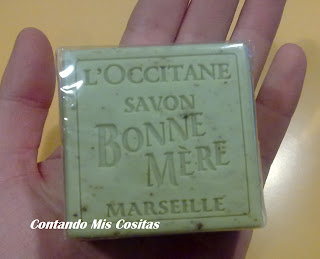 L'OCCITANE
SAVON
BONNE
MÈRE
MARSEILLE
Contando Mis Cositas